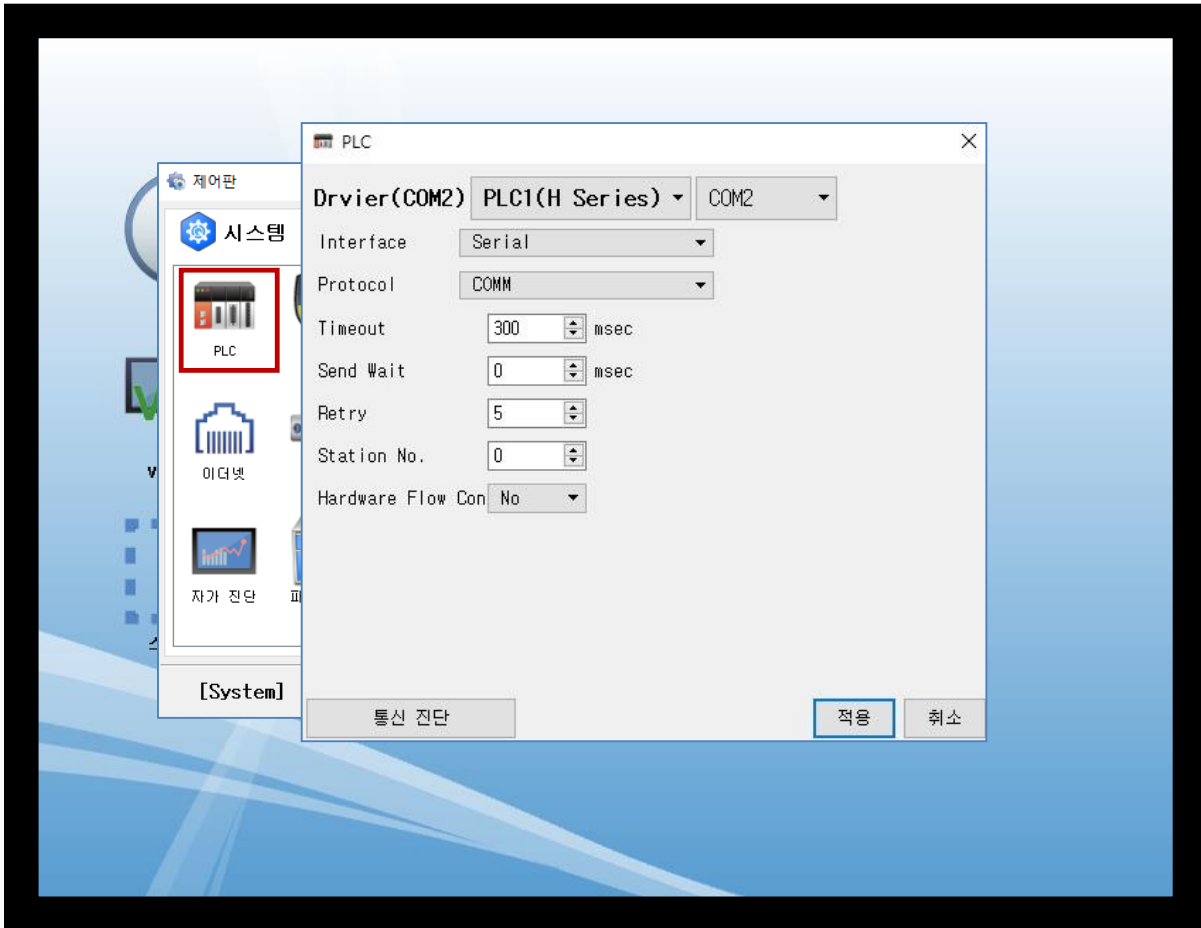 PLC
제어판
Drvier(COM2) PLC1(H Series) COM2
시스템
Interface Serial
Protocol COMM
Timeout 300 msec
PLC
Send Wait 0 msec
Retry 5
Station No. 0
이더넷
Hardware Flow Con No
자가 진단
[System]
통신 진단 적용 취소